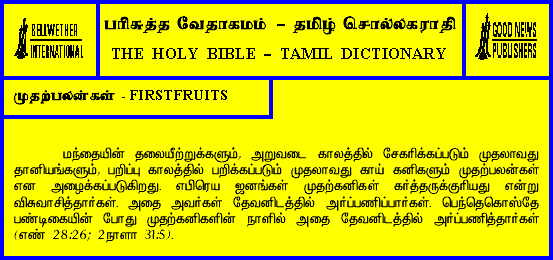 BELLWETHER
INTERNATIONAL
பரிசுத்த வேதாகமம் – தமிழ் சொல்லகராதி
THE HOLY BIBLE – TAMIL DICTIONARY
GOOD NEWS
PUBLISHERS
முதற்பலன்கள் - FIRSTFRUITS
மந்தையின் தலையீற்றுக்களும், அறுவடை காலத்தில் சேகரிக்கப்படும் முதலாவது
தானியங்களும், பறிப்பு காலத்தில் பறிக்கப்படும் முதலாவது காய் கனிகளும் முதற்பலன்கள்
என அழைக்கப்படுகிறது. எபிரெய ஜனங்கள் முதற்கனிகள் கர்த்தருக்குரியது என்று
விசுவாசித்தார்கள். அதை அவர்கள் தேவனிடத்தில் அர்ப்பணிப்பார்கள். பெந்தெகொஸ்தே
பண்டிகையின் போது முதற்கனிகளின் நாளில் அதை தேவனிடத்தில் அர்ப்பணித்தார்கள்
(எண் 28:26; 2நாளா 31:5).